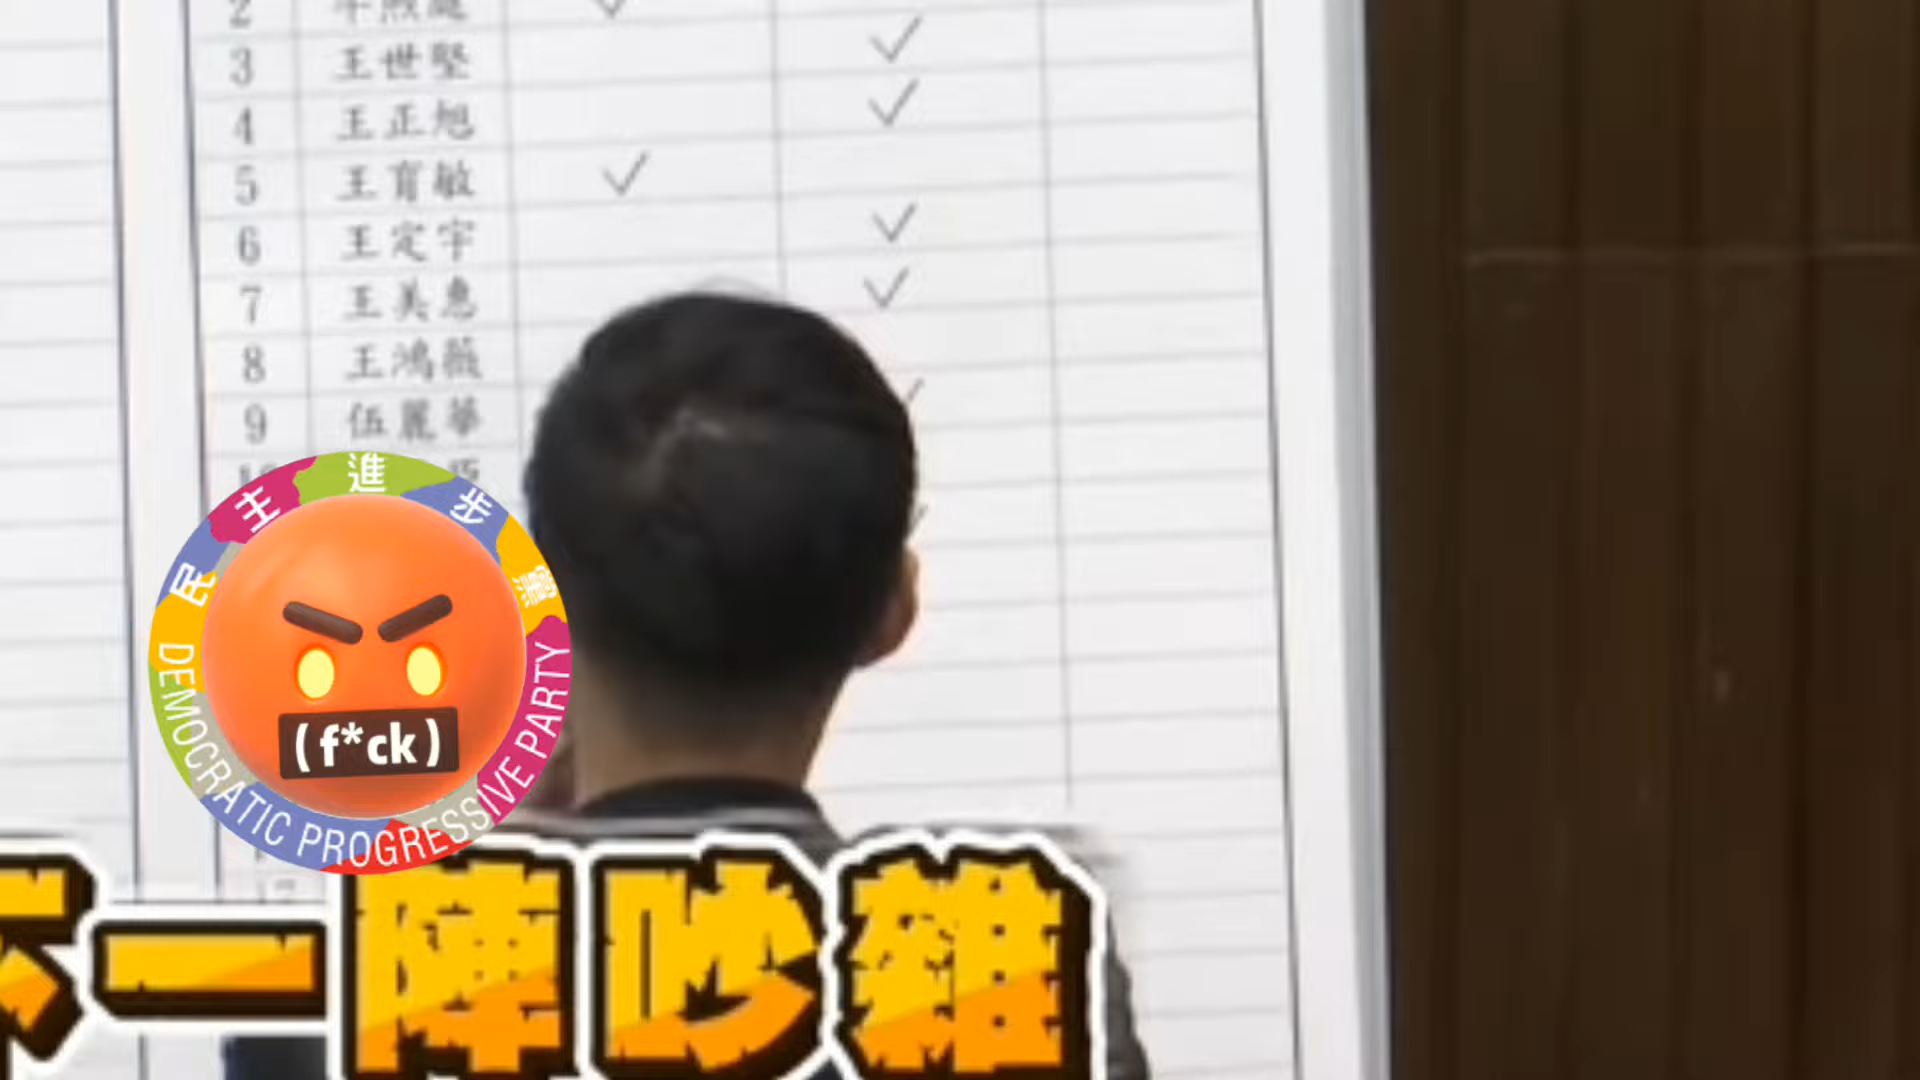 3 王世堅 ✓
4 王正旭 ✓
5 王育敏 ✓
6 王定宇 ✓
7 王美惠 ✓
8 王鴻薇
9 伍麗華
民主進步黨
DEMOCRATIC PROGRESSIVE PARTY
(f*ck)
不一陣吵雜